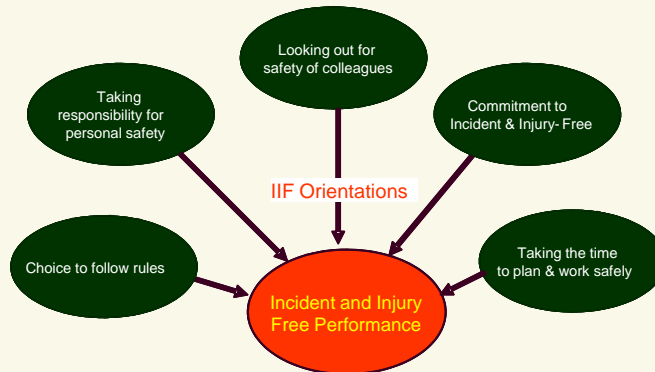 Looking out for
safety of colleagues
Taking
responsibility for
personal safety
Commitment to
Incident & Injury- Free
IIF Orientations
Choice to follow rules
Taking the time
to plan & work safely
Incident and Injury
Free Performance